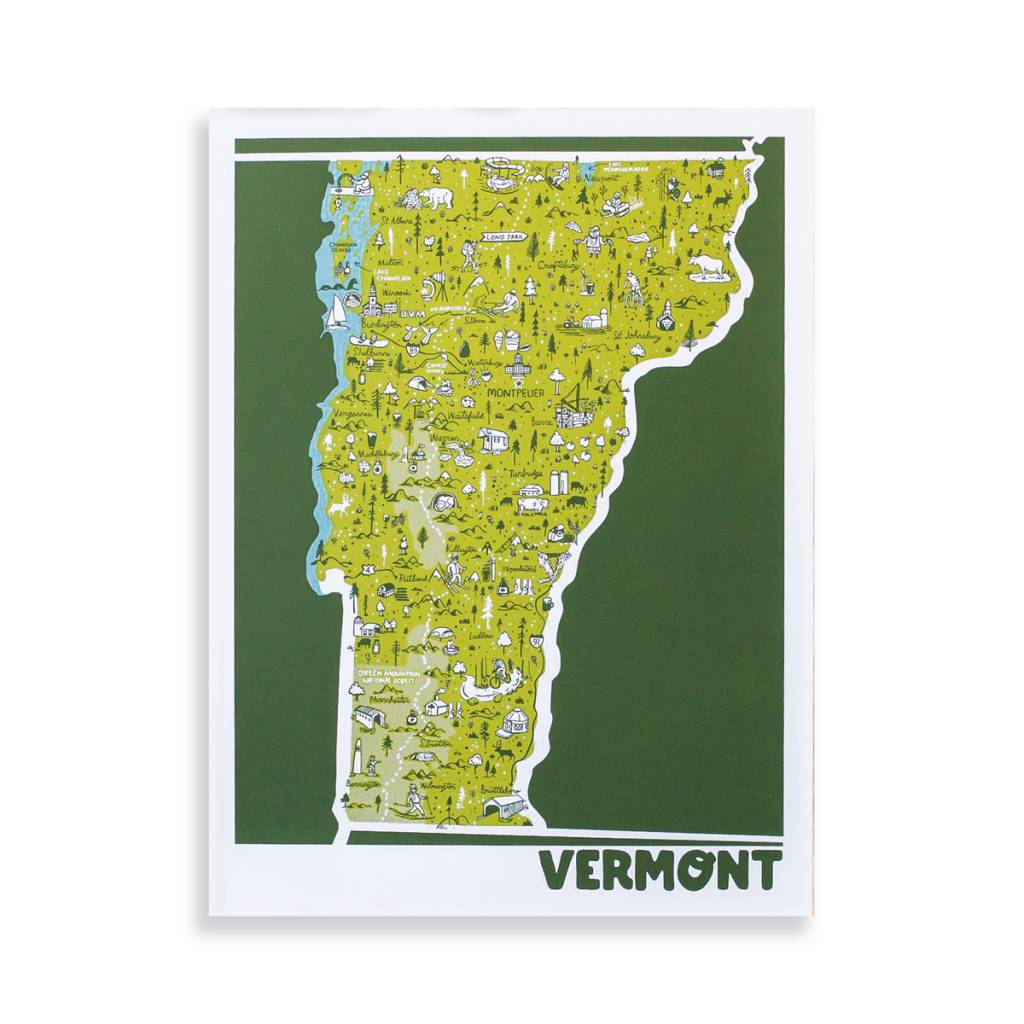 LAKE
MEMPHREMAGOG
Jay
Newport
St Albans
LONG TRAIL
CHAMPLAIN
ISLANDS
Milton
Craftsbury
LAKE
CHAMPLAIN
Winooski
UVM
Burlington
Stowe
St Johnsbury
89
Shelburne
CAMEL'S
HUMP
Waterbury
MONTPELIER
Vergennes
Waitsfield
Barre
Warren
Middlebury
Tunbridge
Killington
4
Rutland
Woodstock
Ludlow
91
GREEN MOUNTAIN
NATIONAL FOREST
Manchester
Stratton
Bennington
Wilmington
Brattleboro
VERMONT